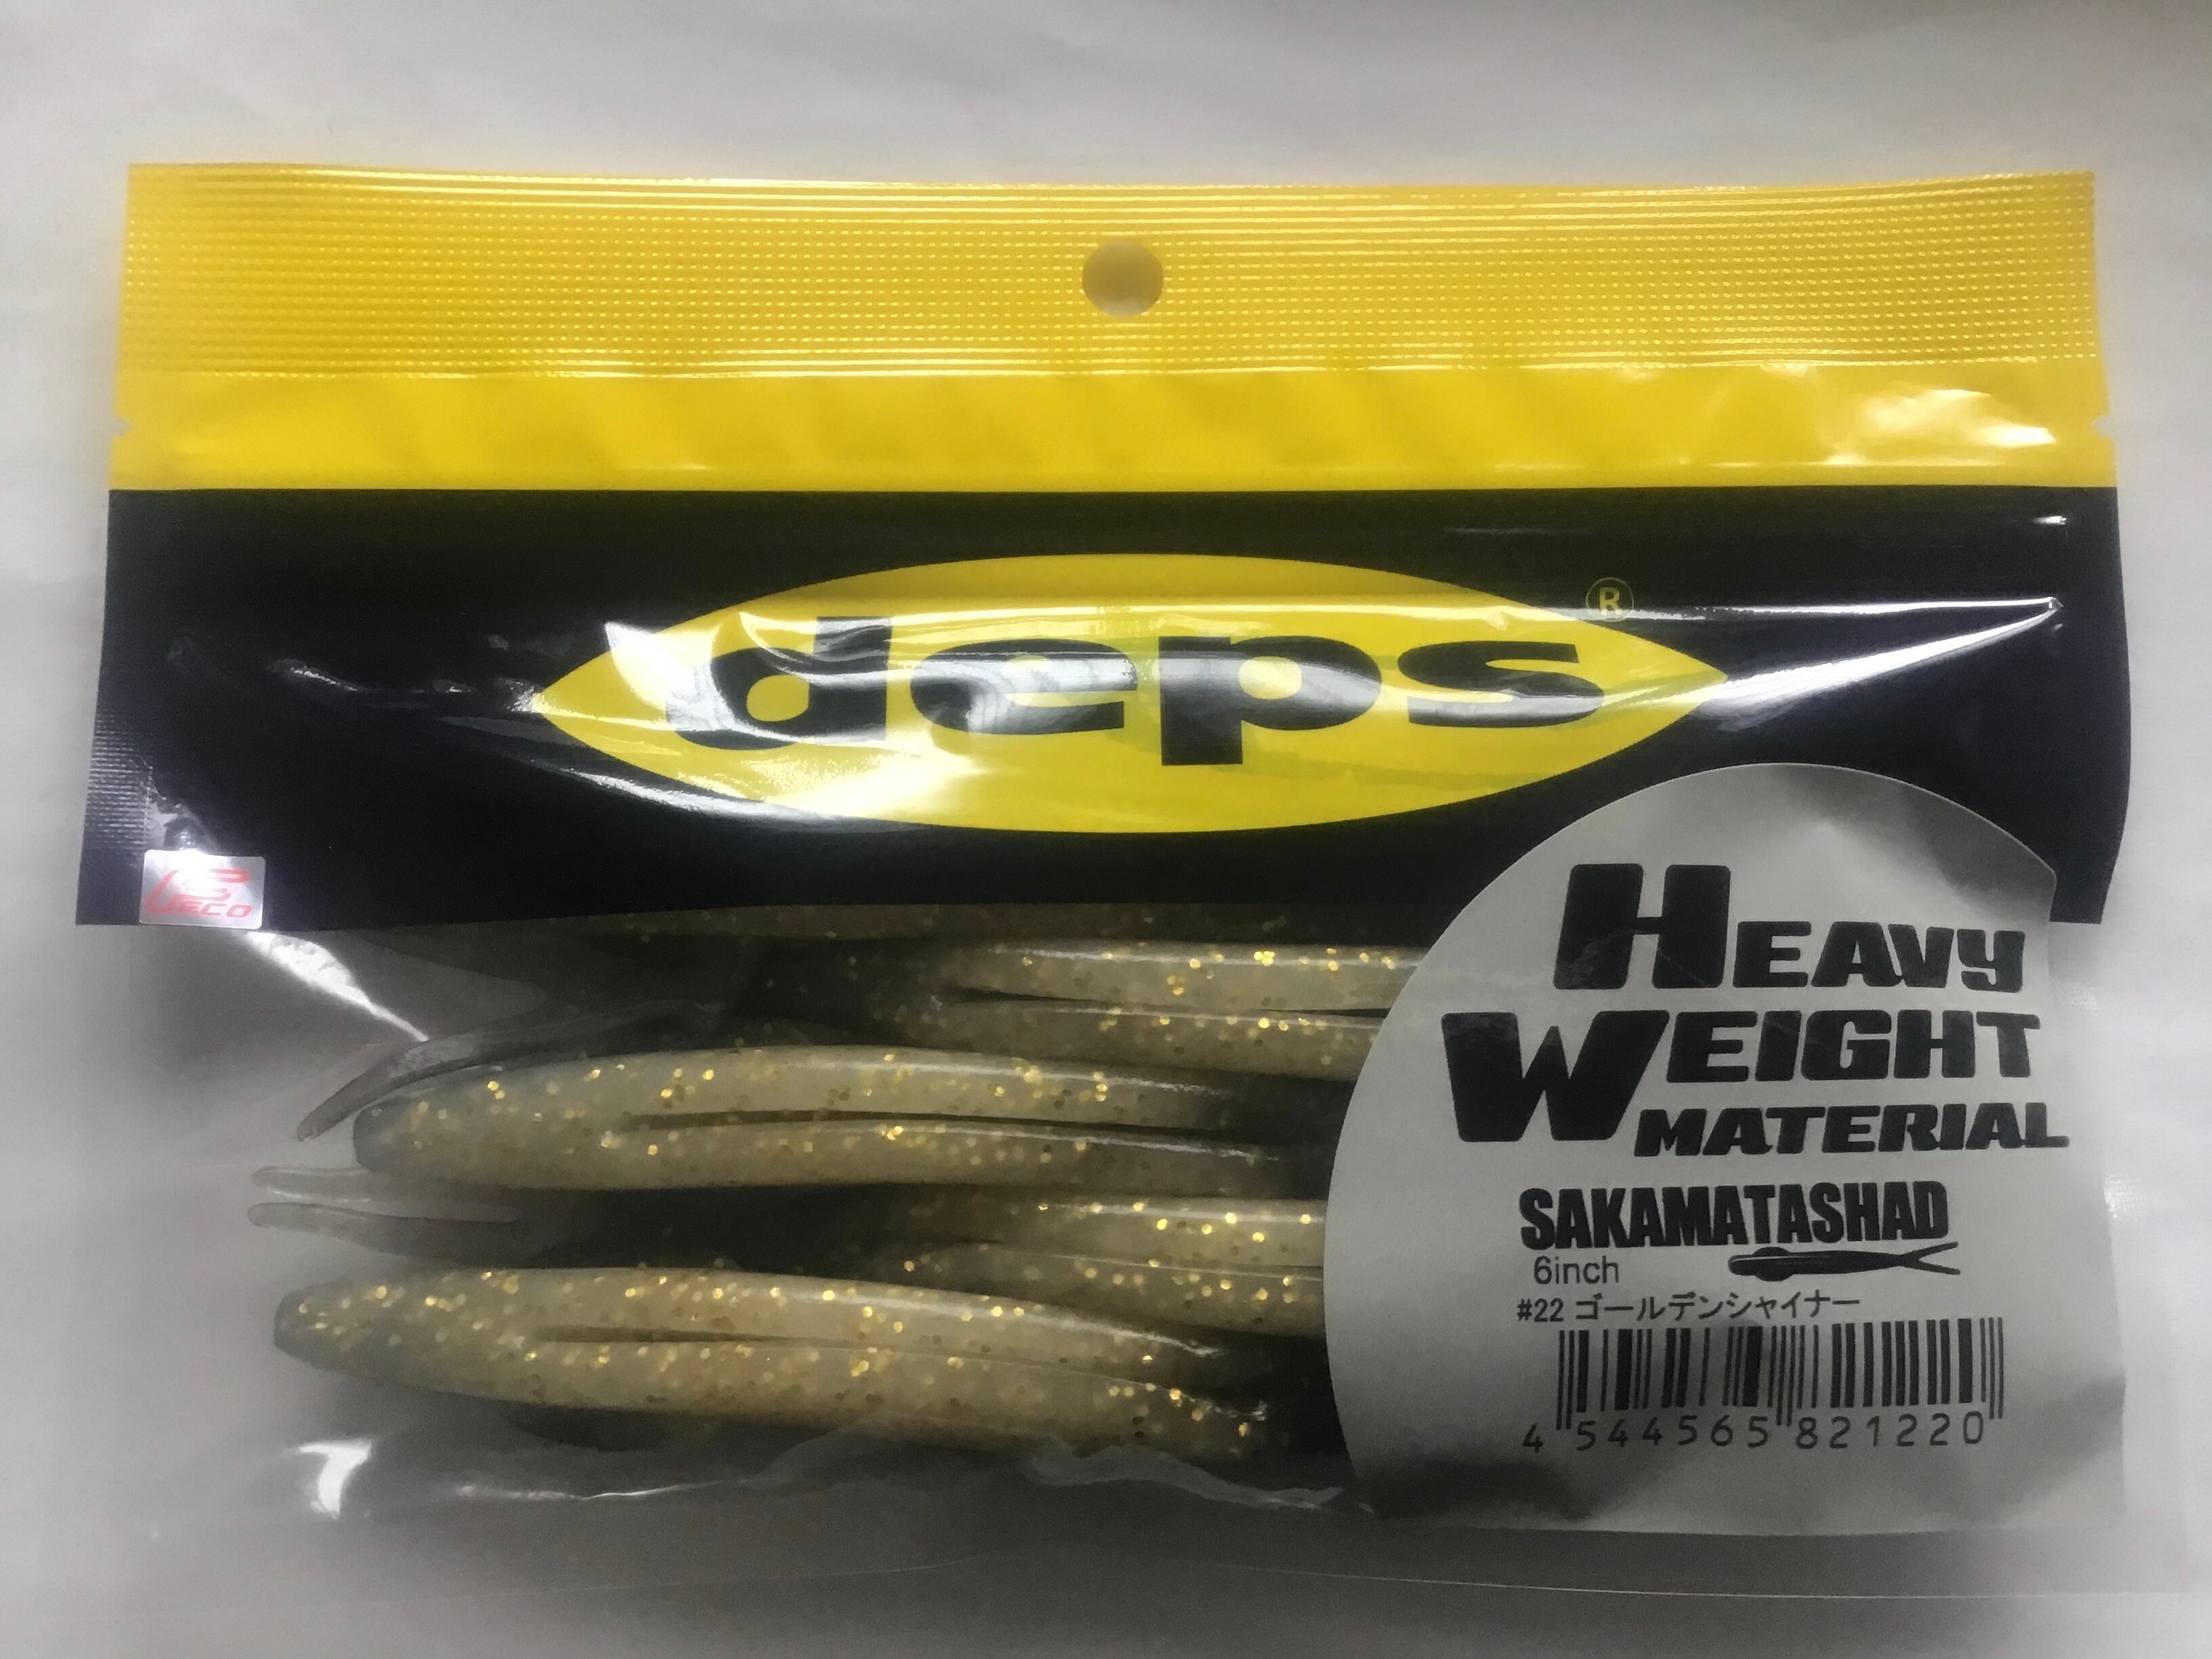 deps ®
ECO
HEAVY
WEIGHT
MATERIAL
SAKAMATASHAD
6inch
#22 ゴールデンシャイナー
4 544565 821220